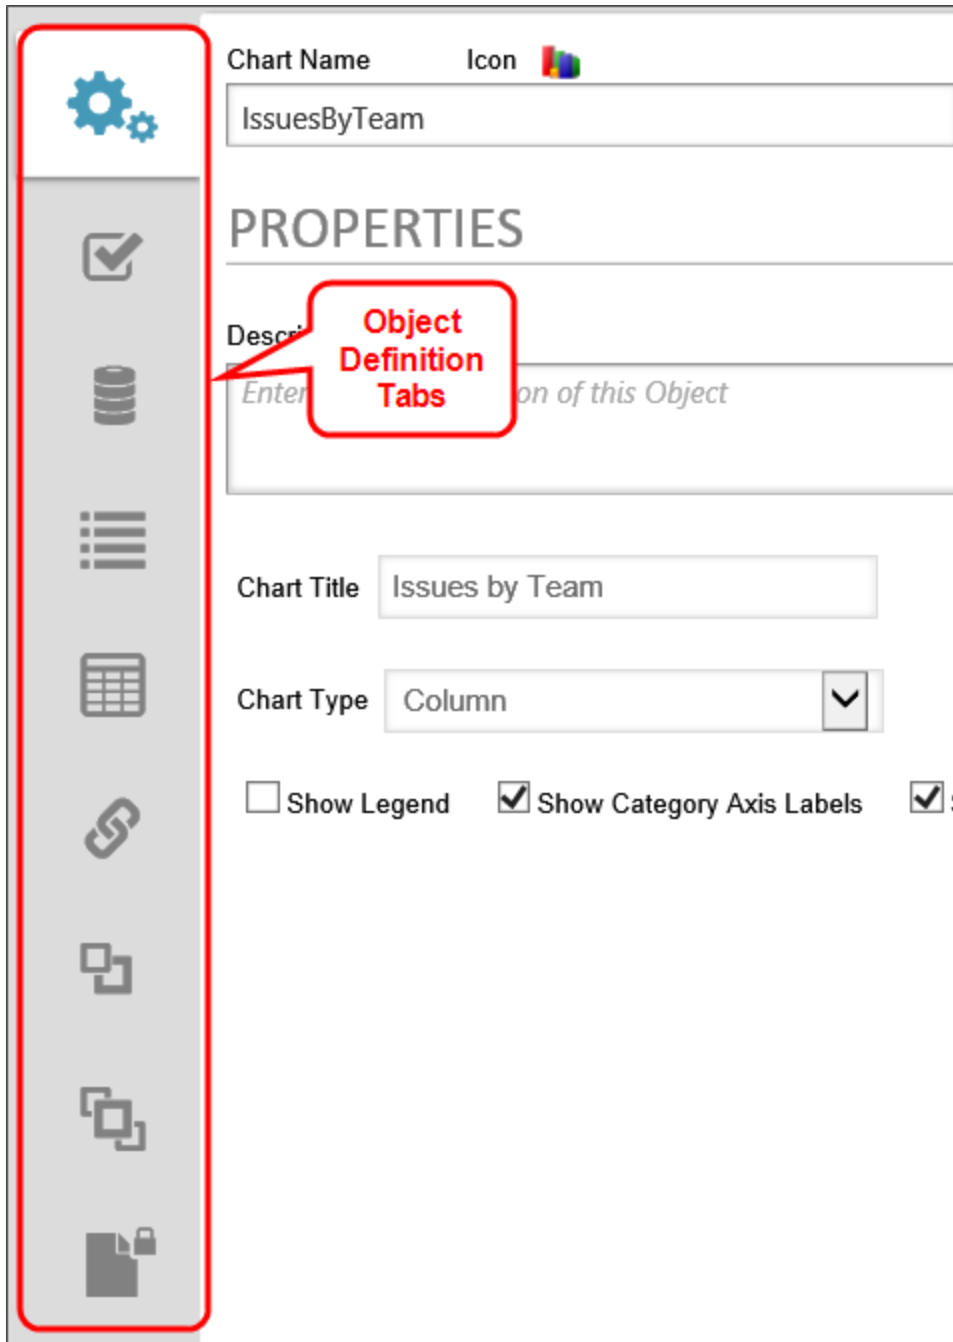 Chart Name Icon
IssuesByTeam
PROPERTIES
Object
Definition
Tabs
Enter on of this Object
Chart Title Issues by Team
Chart Type Column
Show Legend Show Category Axis Labels